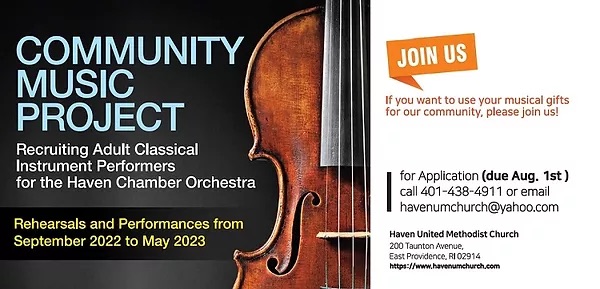 COMMUNITY
MUSIC
PROJECT
Recruiting Adult Classical
Instrument Performers
for the Haven Chamber Orchestra
Rehearsals and Performances from
September 2022 to May 2023
JOIN US
If you want to use your musical gifts
for our community, please join us!
for Application (due Aug. 1st )
call 401-438-4911 or email
havenumchurch@yahoo.com
Haven United Methodist Church
200 Taunton Avenue,
East Providence, RI 02914
https://www.havenumchurch.com